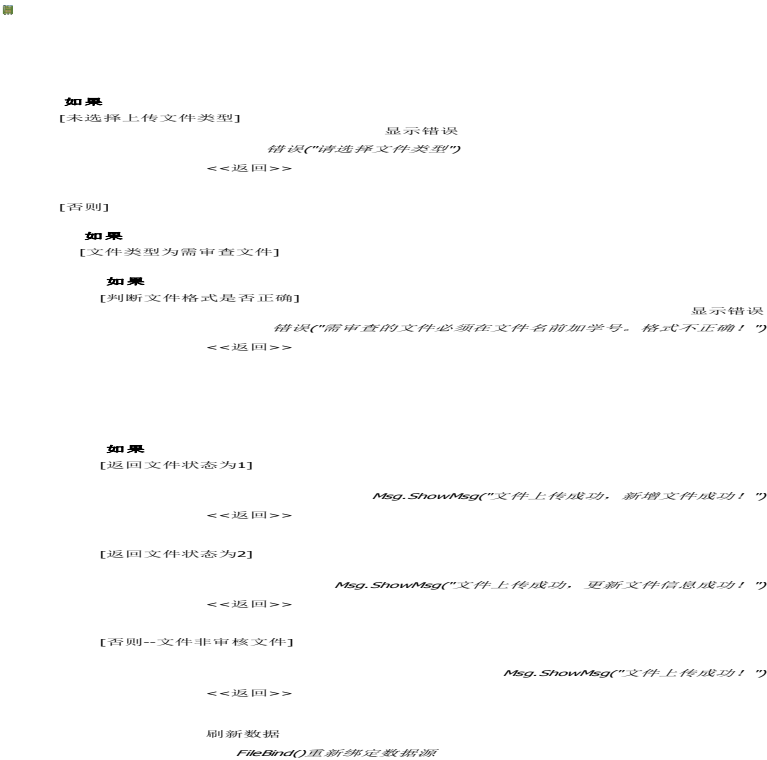 如果
[未选择上传文件类型]
显示错误
错误("请选择文件类型")
<<返回>>
[否则]
如果
[文件类型为需审查文件]
如果
[判断文件格式是否正确]
显示错误
错误("需审查的文件必须在文件名前加学号。格式不正确！")
<<返回>>
如果
[返回文件状态为1]
Msg.ShowMsg("文件上传成功，新增文件成功！")
<<返回>>
[返回文件状态为2]
Msg.ShowMsg("文件上传成功，更新文件信息成功！")
<<返回>>
[否则--文件非审核文件]
Msg.ShowMsg("文件上传成功！")
<<返回>>
刷新数据
FileBind()重新绑定数据源